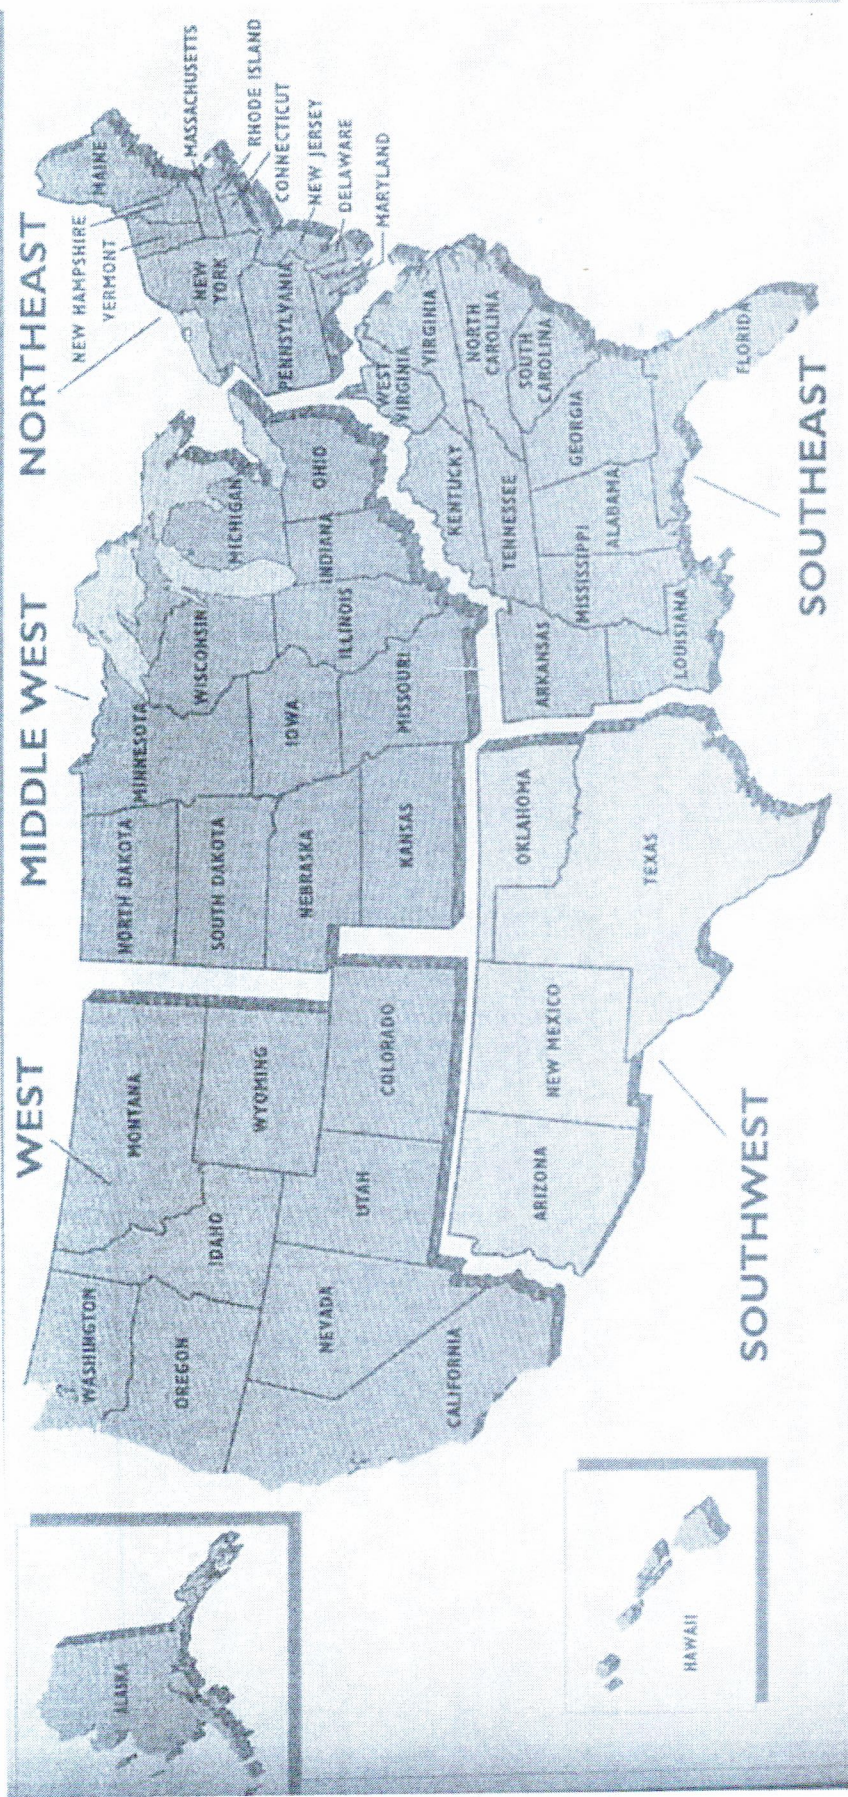 WEST
MIDDLE WEST
NORTHEAST
NEW HAMPSHIRE
VERMONT
MAINE
MASSACHUSETTS
RHODE ISLAND
CONNECTICUT
NEW JERSEY
DELAWARE
MARYLAND
NEW
YORK
PENNSYLVANIA
WASHINGTON
OREGON
IDAHO
MONTANA
WYOMING
NEVADA
UTAH
COLORADO
CALIFORNIA
NORTH DAKOTA
SOUTH DAKOTA
NEBRASKA
KANSAS
MINNESOTA
IOWA
MISSOURI
WISCONSIN
ILLINOIS
MICHIGAN
INDIANA
OHIO
WEST
VIRGINIA
VIRGINIA
KENTUCKY
NORTH
CAROLINA
TENNESSEE
SOUTH
CAROLINA
ARKANSAS
MISSISSIPPI
ALABAMA
GEORGIA
LOUISIANA
FLORIDA
ARIZONA
NEW MEXICO
OKLAHOMA
TEXAS
ALASKA
HAWAII
SOUTHWEST
SOUTHEAST